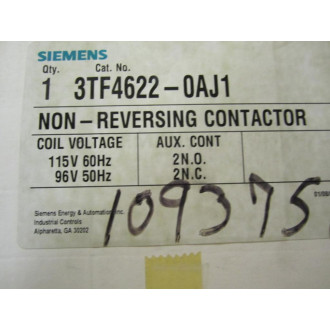 SIEMENS
Qty. Cat. No.
1 3TF4622-0AJ1
NON-REVERSING CONTACTOR
COIL VOLTAGE AUX. CONT
115V 60Hz 2N.O.
96V 50Hz 2N.C.
109375
Siemens Energy & Automation, Inc.
Industrial Controls
Alpharetta, GA 30202